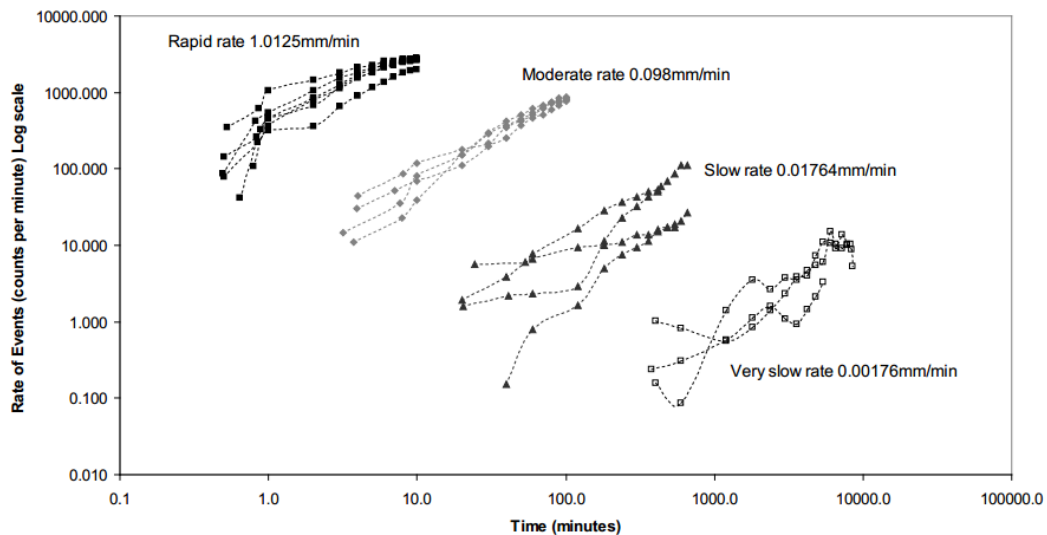 10000.000
Rapid rate 1.0125mm/min
Moderate rate 0.098mm/min
1000.000
100.000
Slow rate 0.01764mm/min
10.000
1.000
Very slow rate 0.00176mm/min
0.100
0.010
0.1
1.0
10.0
100.0
1000.0
10000.0
100000.0
Time (minutes)
Rate of Events (counts per minute) Log scale